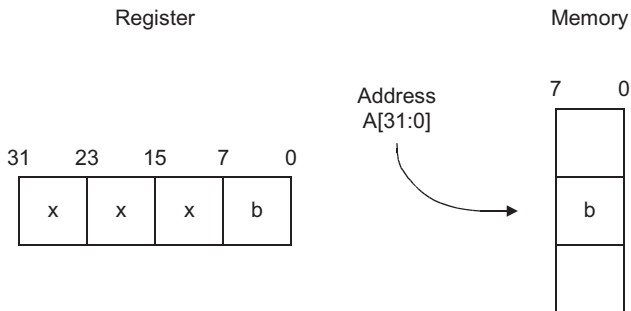 Register
Memory
Address
A[31:0]
7 0
31 23 15 7 0
x x x b
b